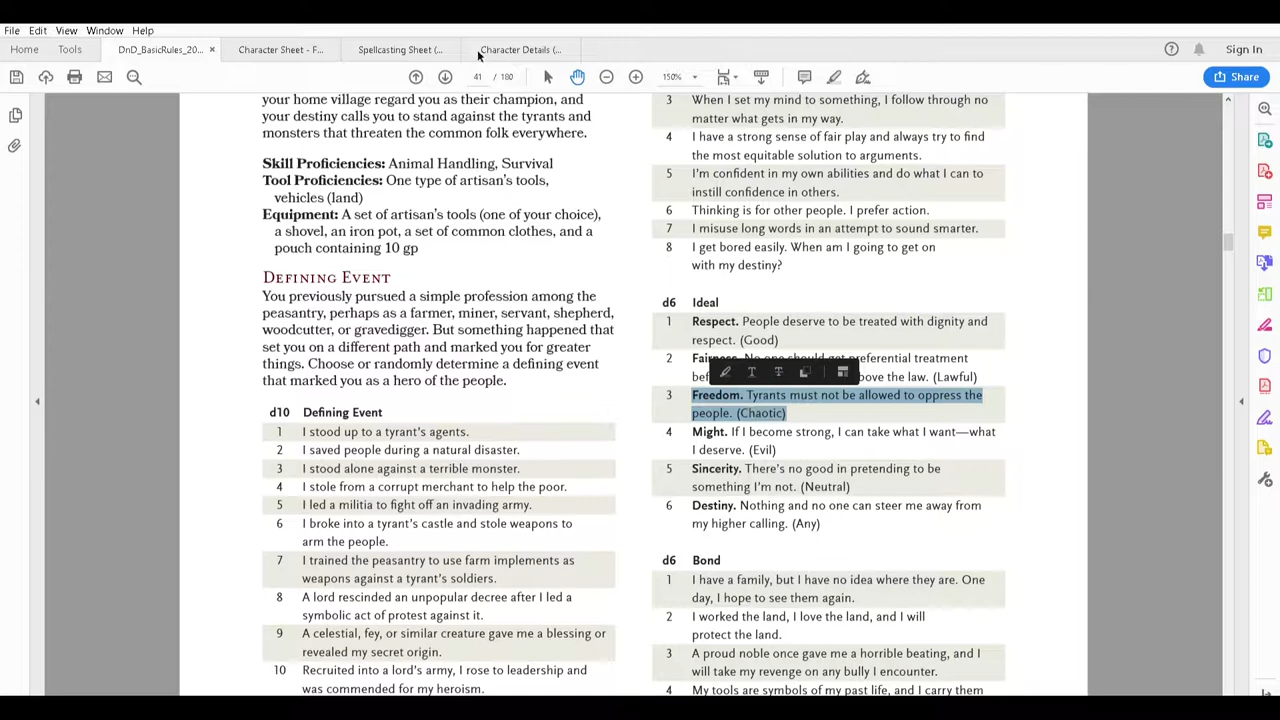 File Edit View Window Help
Home Tools DnD_BasicRules_20... × Character Sheet - F... Spellcasting Sheet (... Character Details (... Sign In
41 / 180 150% Share
your home village regard you as their champion, and
your destiny calls you to stand against the tyrants and
monsters that threaten the common folk everywhere.
Skill Proficiencies: Animal Handling, Survival
Tool Proficiencies: One type of artisan's tools,
vehicles (land)
Equipment: A set of artisan's tools (one of your choice),
a shovel, an iron pot, a set of common clothes, and a
pouch containing 10 gp
Defining Event
You previously pursued a simple profession among the
peasantry, perhaps as a farmer, miner, servant, shepherd,
woodcutter, or gravedigger. But something happened that
set you on a different path and marked you for greater
things. Choose or randomly determine a defining event
that marked you as a hero of the people.
d10 Defining Event
1 I stood up to a tyrant's agents.
2 I saved people during a natural disaster.
3 I stood alone against a terrible monster.
4 I stole from a corrupt merchant to help the poor.
5 I led a militia to fight off an invading army.
6 I broke into a tyrant's castle and stole weapons to
arm the people.
7 I trained the peasantry to use farm implements as
weapons against a tyrant's soldiers.
8 A lord rescinded an unpopular decree after I led a
symbolic act of protest against it.
9 A celestial, fey, or similar creature gave me a blessing or
revealed my secret origin.
10 Recruited into a lord's army, I rose to leadership and
was commended for my heroism.
3 When I set my mind to something, I follow through no
matter what gets in my way.
4 I have a strong sense of fair play and always try to find
the most equitable solution to arguments.
5 I'm confident in my own abilities and do what I can to
instill confidence in others.
6 Thinking is for other people. I prefer action.
7 I misuse long words in an attempt to sound smarter.
8 I get bored easily. When am I going to get on
with my destiny?
d6 Ideal
1 Respect. People deserve to be treated with dignity and
respect. (Good)
2 Fairness. No one should get preferential treatment
bef bove the law. (Lawful)
3 Freedom. Tyrants must not be allowed to oppress the
people. (Chaotic)
4 Might. If I become strong, I can take what I want—what
I deserve. (Evil)
5 Sincerity. There's no good in pretending to be
something I'm not. (Neutral)
6 Destiny. Nothing and no one can steer me away from
my higher calling. (Any)
d6 Bond
1 I have a family, but I have no idea where they are. One
day, I hope to see them again.
2 I worked the land, I love the land, and I will
protect the land.
3 A proud noble once gave me a horrible beating, and I
will take my revenge on any bully I encounter.
4 My tools are symbols of my past life, and I carry them